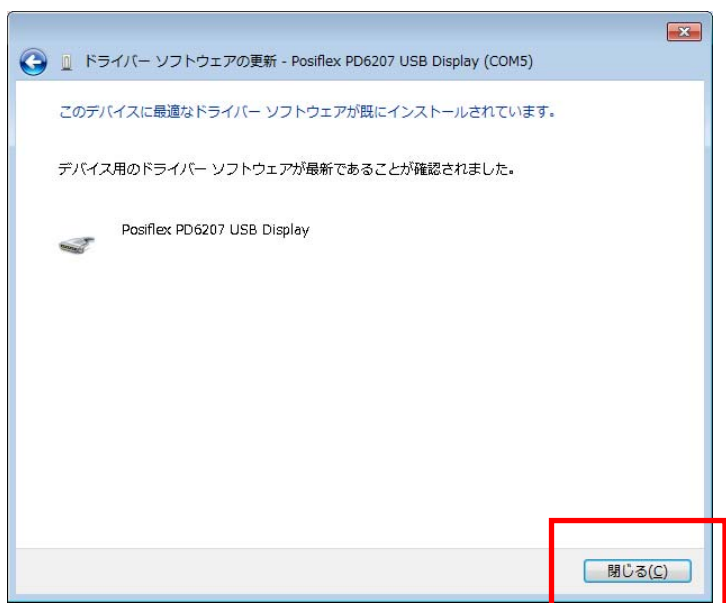 ドライバー ソフトウェアの更新 - Posiflex PD6207 USB Display (COM5)
このデバイスに最適なドライバー ソフトウェアが既にインストールされています。
デバイス用のドライバー ソフトウェアが最新であることが確認されました。
Posiflex PD6207 USB Display
閉じる(C)